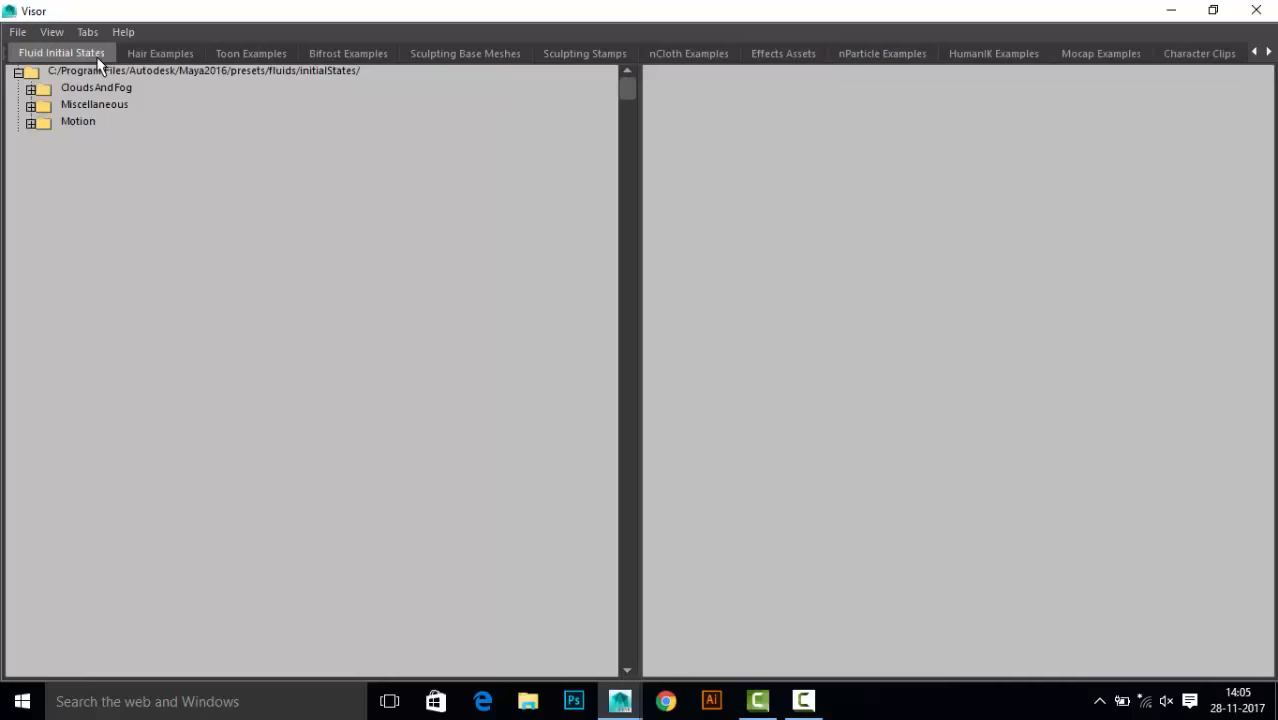 Visor
File View Tabs Help
Fluid Initial States Hair Examples Toon Examples Bifrost Examples Sculpting Base Meshes Sculpting Stamps nCloth Examples Effects Assets nParticle Examples HumanIK Examples Mocap Examples Character Clips
C:/Program Files/Autodesk/Maya2016/presets/fluids/initialStates/
CloudsAndFog
Miscellaneous
Motion
Search the web and Windows
Ps
Ai
14:05
28-11-2017